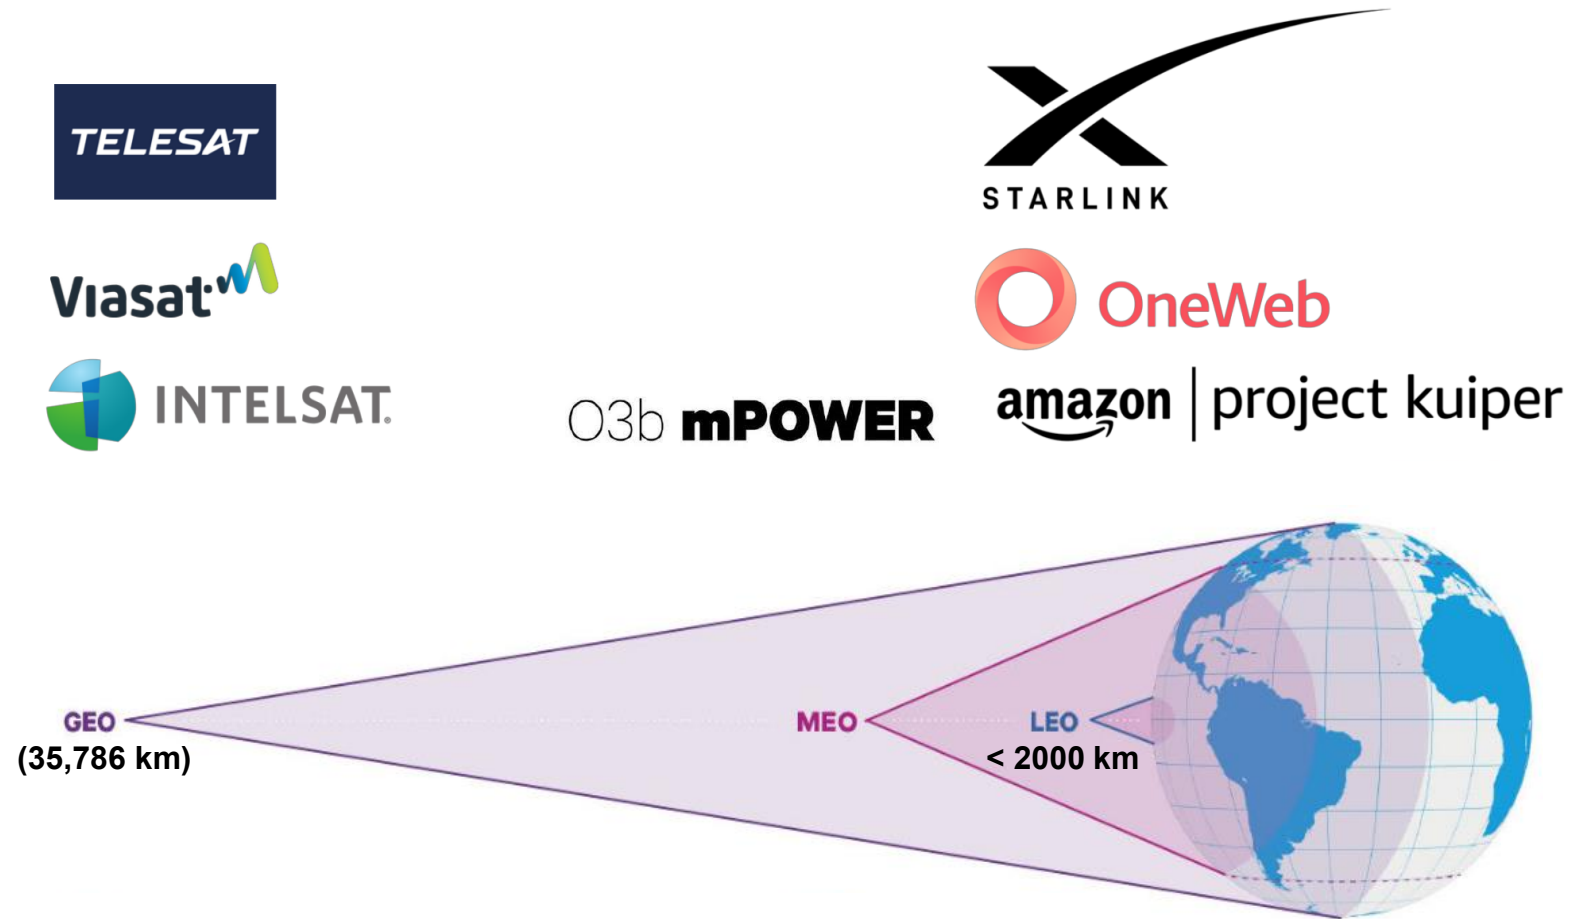 TELESAT
Viasat
INTELSAT.
O3b mPOWER
STARLINK
OneWeb
amazon | project kuiper
GEO
(35,786 km)
MEO
LEO
< 2000 km